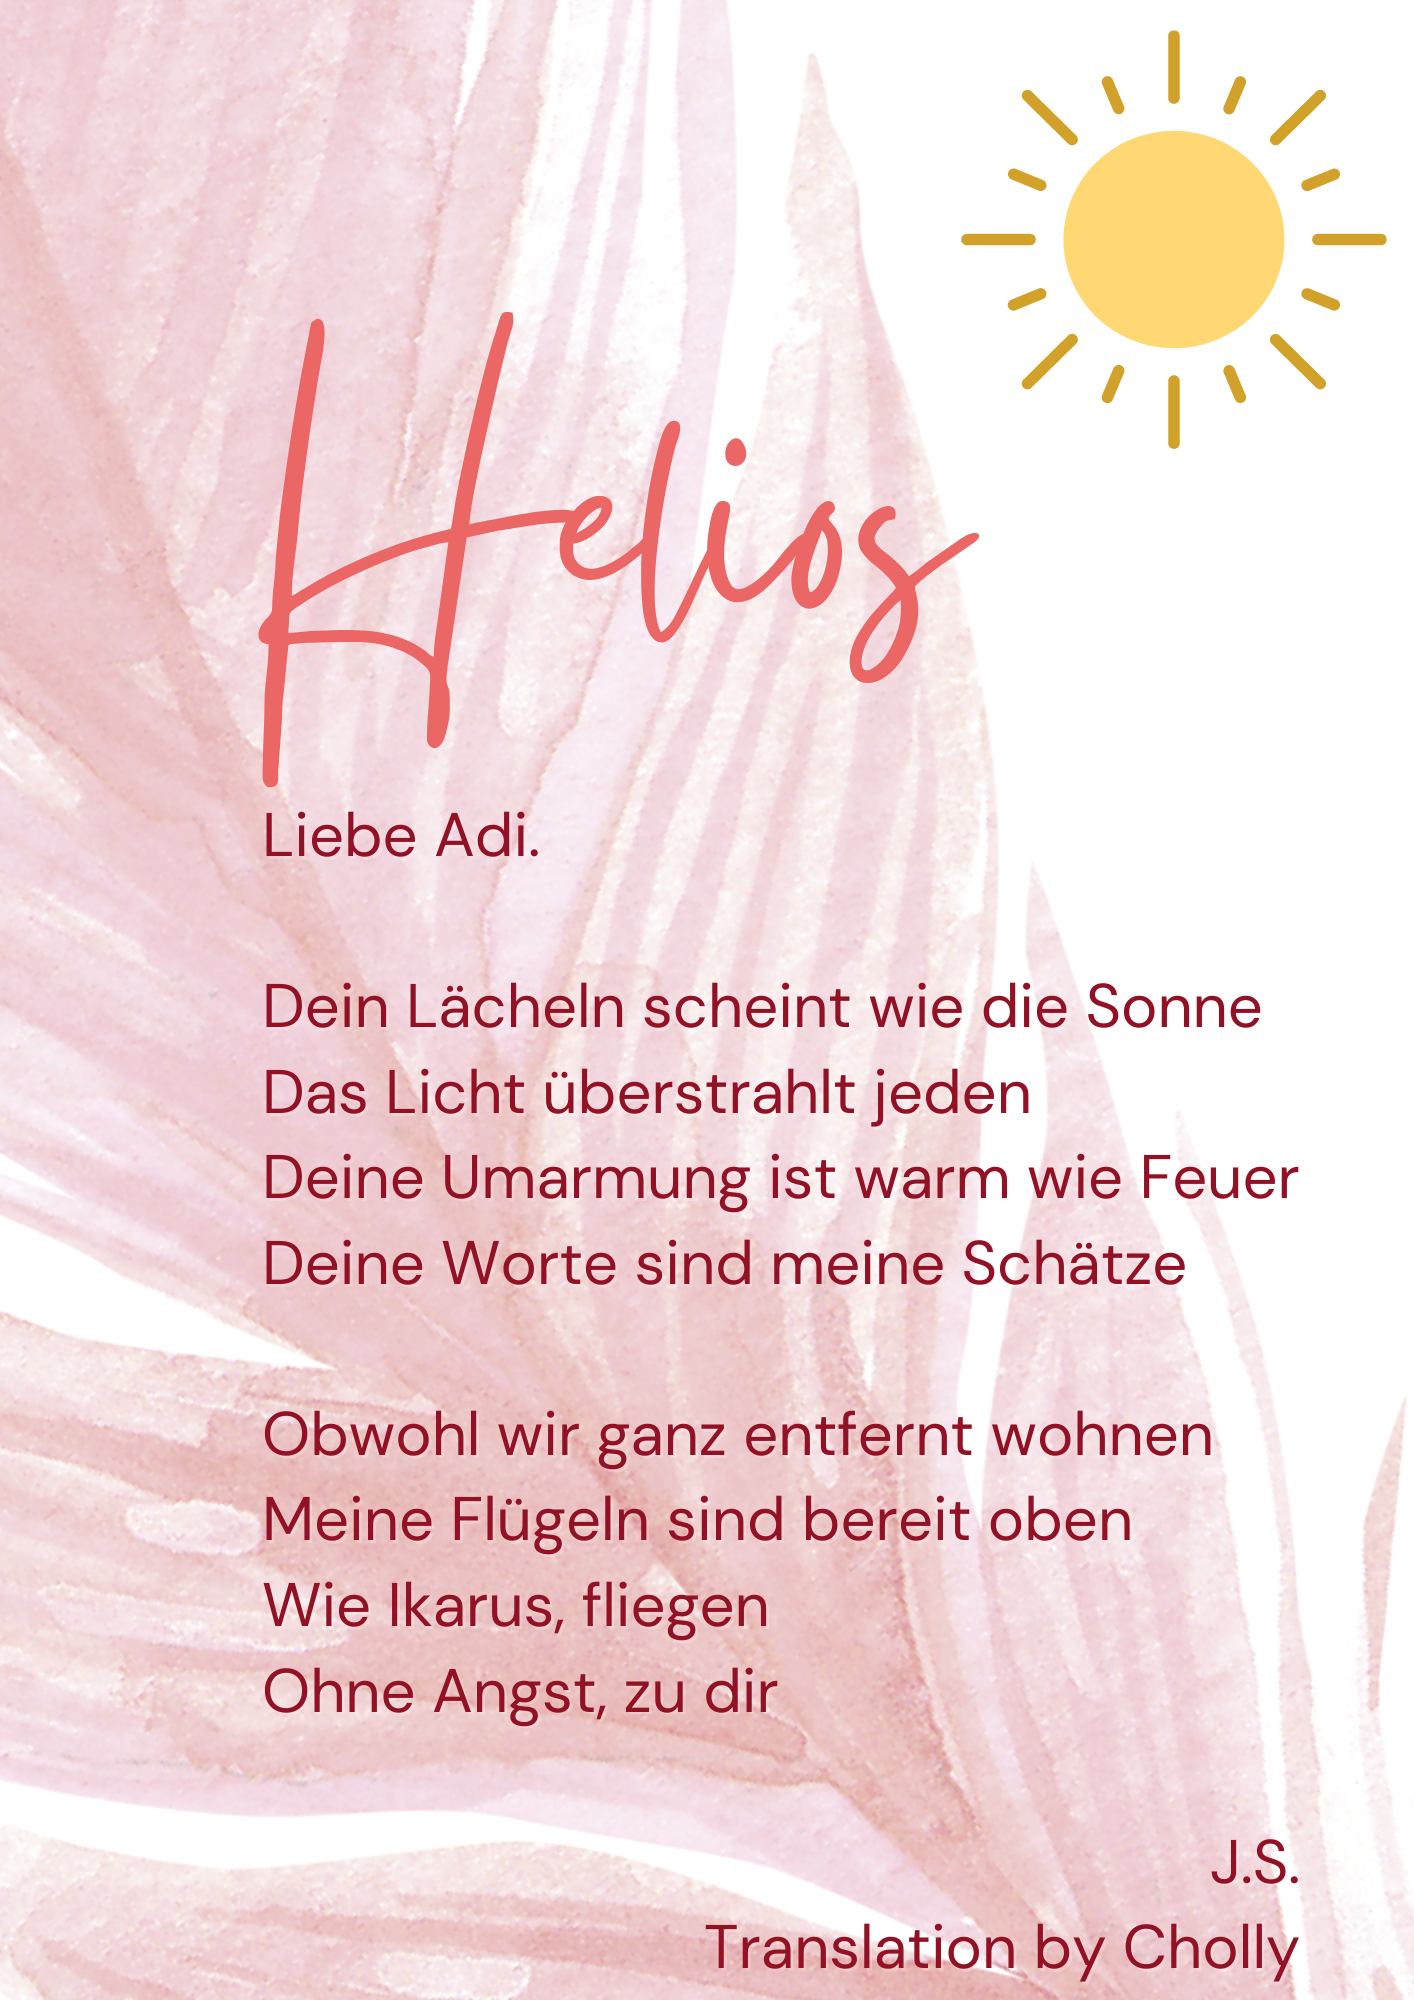 Helios
Liebe Adi.
Dein Lächeln scheint wie die Sonne
Das Licht überstrahlt jeden
Deine Umarmung ist warm wie Feuer
Deine Worte sind meine Schätze
Obwohl wir ganz entfernt wohnen
Meine Flügeln sind bereit oben
Wie Ikarus, fliegen
Ohne Angst, zu dir
J.S.
Translation by Cholly